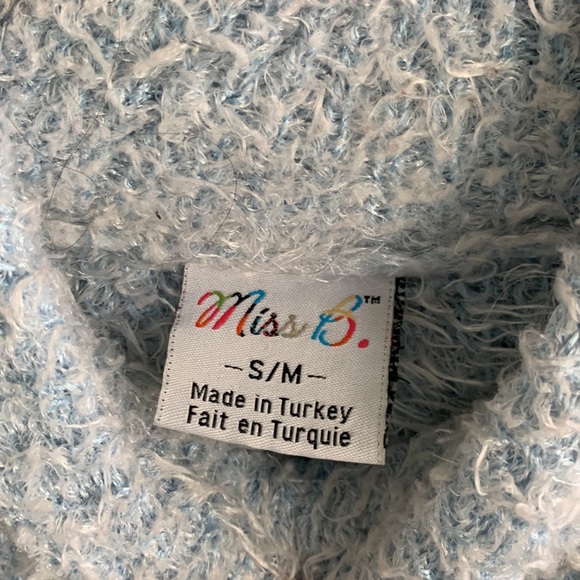 Miss B.™
-S/M-
Made in Turkey
Fait en Turquie